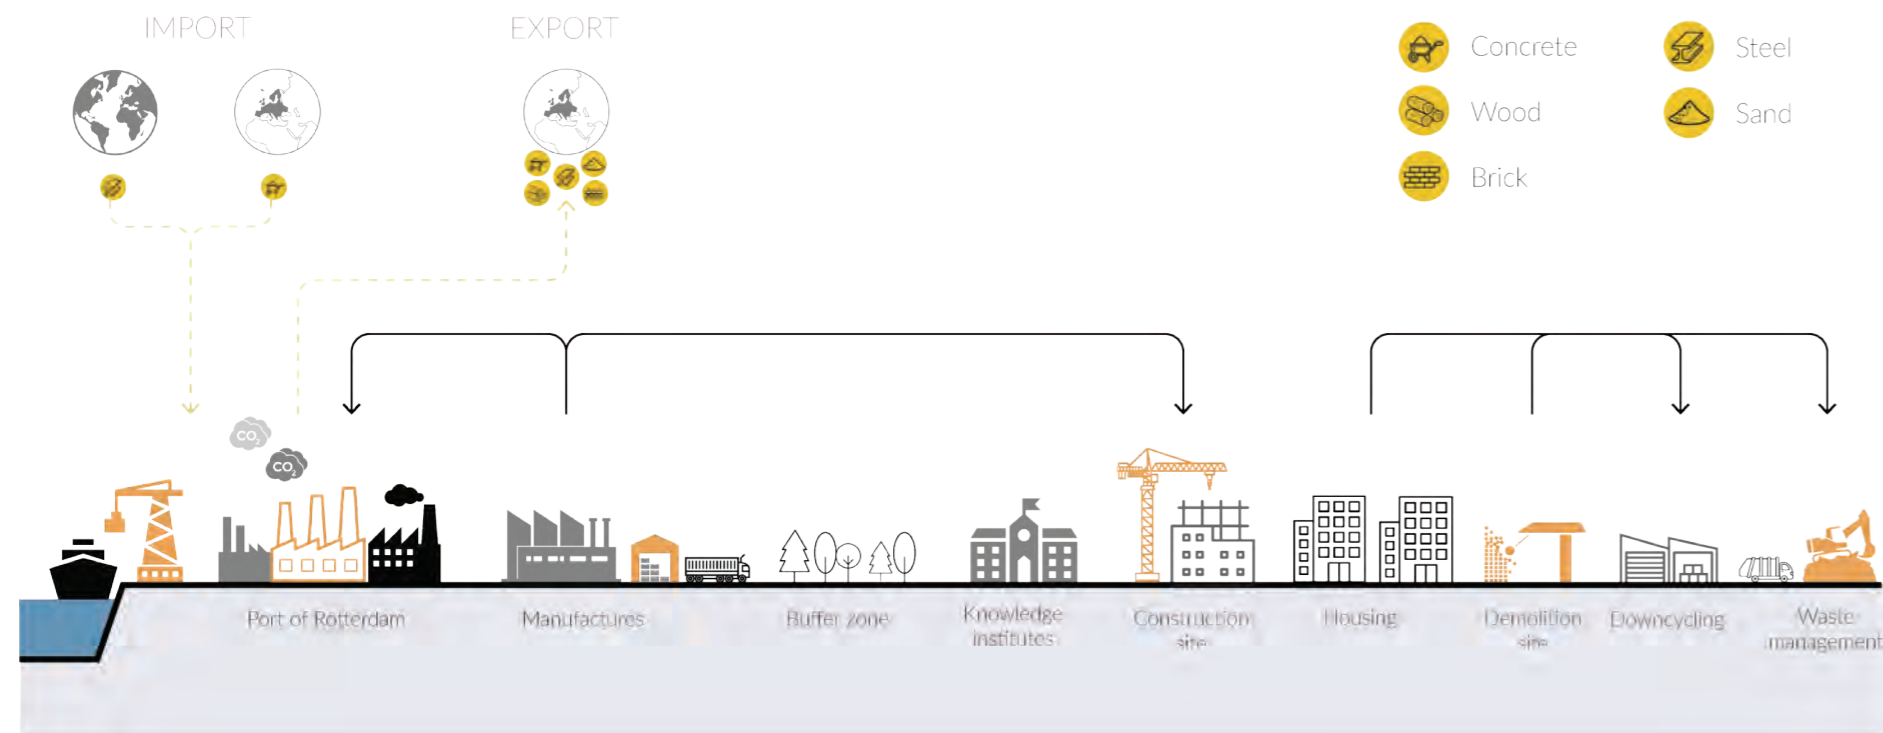 IMPORT
EXPORT
Concrete
Steel
Wood
Sand
Brick
CO2
CO2
Port of Rotterdam
Manufactures
Buffer zone
Knowledge
institutes
Construction
site
Housing
Demolition
site
Downcycling
Waste
management